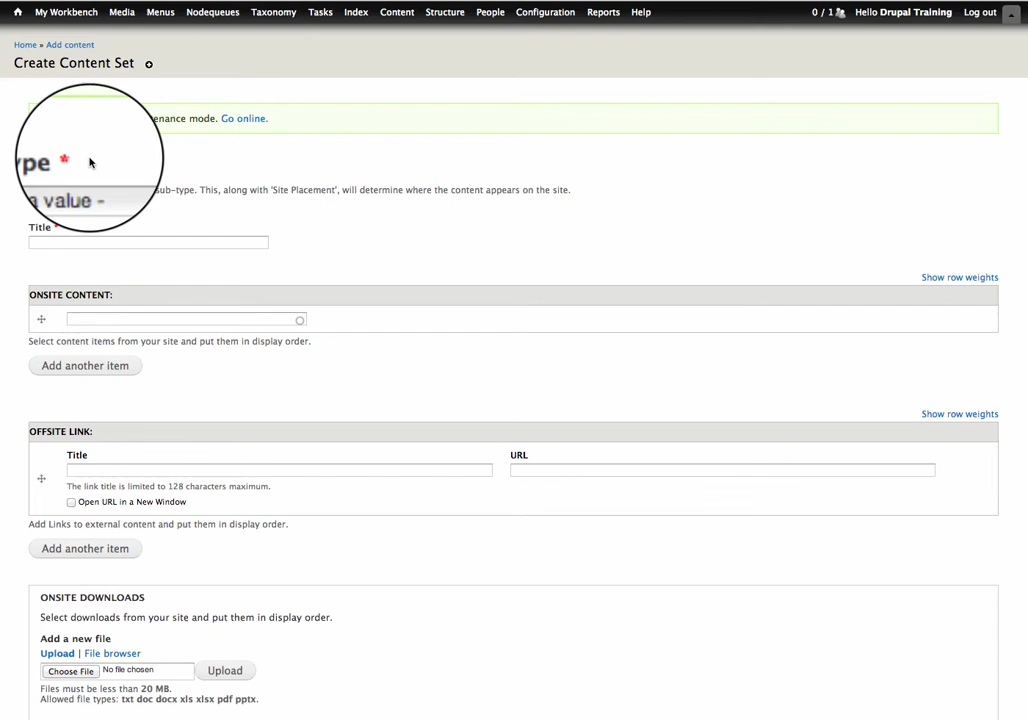 My Workbench Media Menus Nodequeues Taxonomy Tasks Index Content Structure People Configuration Reports Help 0 / 1 Hello Drupal Training Log out
Home » Add content
Create Content Set
enance mode. Go online.
ype *
sub-type. This, along with 'Site Placement', will determine where the content appears on the site.
a value -
Title *
Show row weights
ONSITE CONTENT:
Select content items from your site and put them in display order.
Add another item
Show row weights
OFFSITE LINK:
Title URL
The link title is limited to 128 characters maximum.
Open URL in a New Window
Add Links to external content and put them in display order.
Add another item
ONSITE DOWNLOADS
Select downloads from your site and put them in display order.
Add a new file
Upload | File browser
Choose File No file chosen Upload
Files must be less than 20 MB.
Allowed file types: txt doc docx xls xlsx pdf pptx.